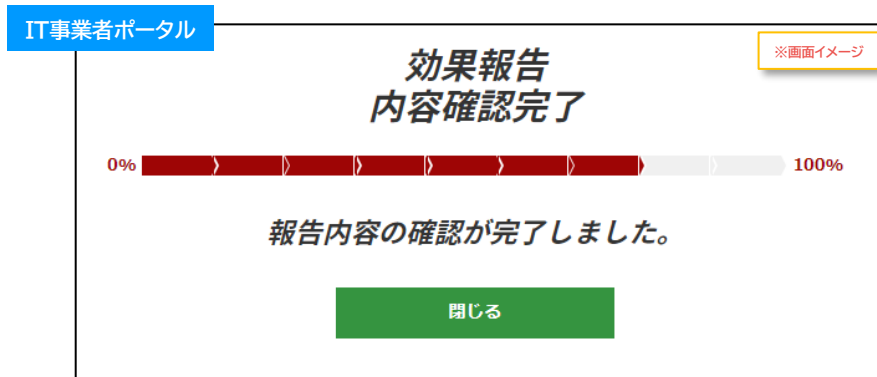 IT事業者ポータル
※画面イメージ
効果報告
内容確認完了
0%
100%
報告内容の確認が完了しました。
閉じる